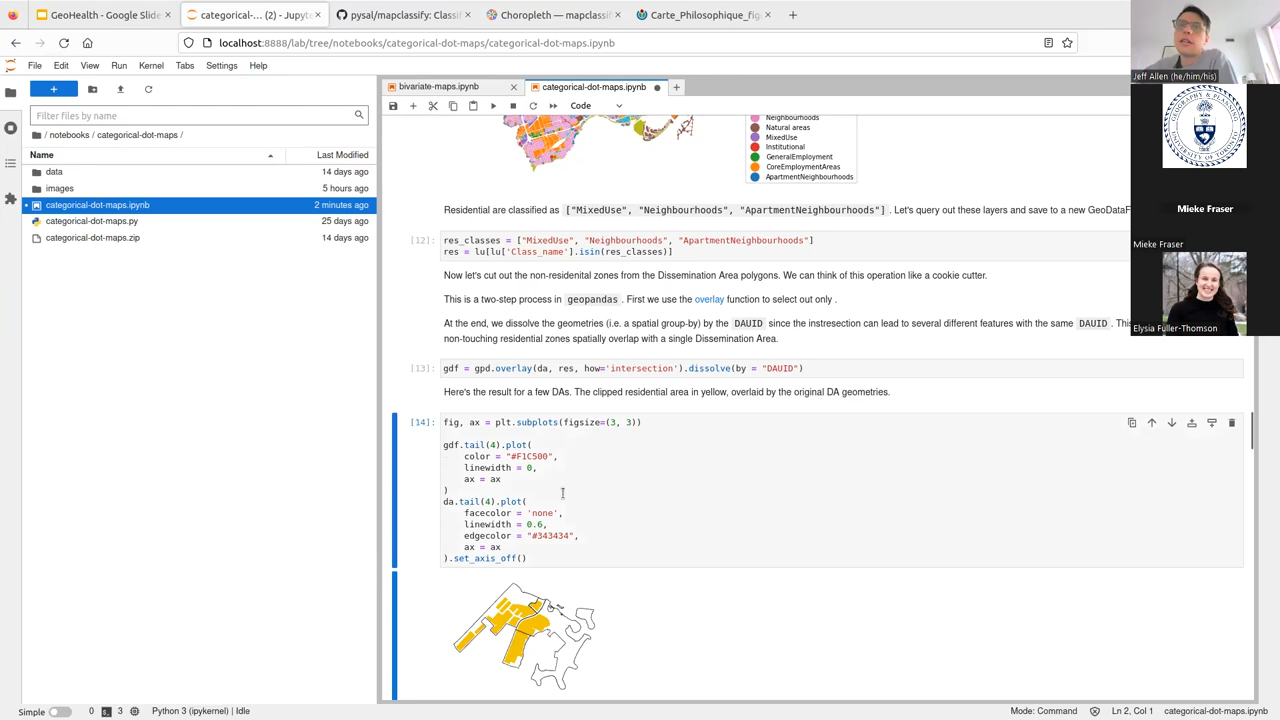 GeoHealth - Google Slide
categorical-... (2) - Jupyte
pysal/mapclassify: Classif
Choropleth — mapclassif
Carte_Philosophique_fig
localhost:8888/lab/tree/notebooks/categorical-dot-maps/categorical-dot-maps.ipynb
File Edit View Run Kernel Tabs Settings Help
Jeff Allen (he/him/his)
GEOGRAPHY & PLANNING
UNIVERSITY OF TORONTO
Mieke Fraser
Mieke Fraser
Elysia Fuller-Thomson
Filter files by name
/ notebooks / categorical-dot-maps /
Name Last Modified
data 14 days ago
images 5 hours ago
categorical-dot-maps.ipynb 2 minutes ago
categorical-dot-maps.py 25 days ago
categorical-dot-maps.zip 14 days ago
bivariate-maps.ipynb
categorical-dot-maps.ipynb
Code
Neighbourhoods
Natural areas
MixedUse
Institutional
GeneralEmployment
CoreEmploymentAreas
ApartmentNeighbourhoods
Residential are classified as ["MixedUse", "Neighbourhoods", "ApartmentNeighbourhoods"] . Let's query out these layers and save to a new GeoDataF
[12]: res_classes = ["MixedUse", "Neighbourhoods", "ApartmentNeighbourhoods"]
res = lu[lu['Class_name'].isin(res_classes)]
Now let's cut out the non-residenital zones from the Dissemination Area polygons. We can think of this operation like a cookie cutter.
This is a two-step process in geopandas . First we use the overlay function to select out only .
At the end, we dissolve the geometries (i.e. a spatial group-by) by the DAUID since the instresection can lead to several different features with the same DAUID . This
non-touching residential zones spatially overlap with a single Dissemination Area.
[13]: gdf = gpd.overlay(da, res, how='intersection').dissolve(by = "DAUID")
Here's the result for a few DAs. The clipped residential area in yellow, overlaid by the original DA geometries.
[14]: fig, ax = plt.subplots(figsize=(3, 3))
gdf.tail(4).plot(
color = "#F1C500",
linewidth = 0,
ax = ax
)
da.tail(4).plot(
facecolor = 'none',
linewidth = 0.6,
edgecolor = "#343434",
ax = ax
).set_axis_off()
Simple 0 3 Python 3 (ipykernel) | Idle Mode: Command Ln 2, Col 1 categorical-dot-maps.ipynb